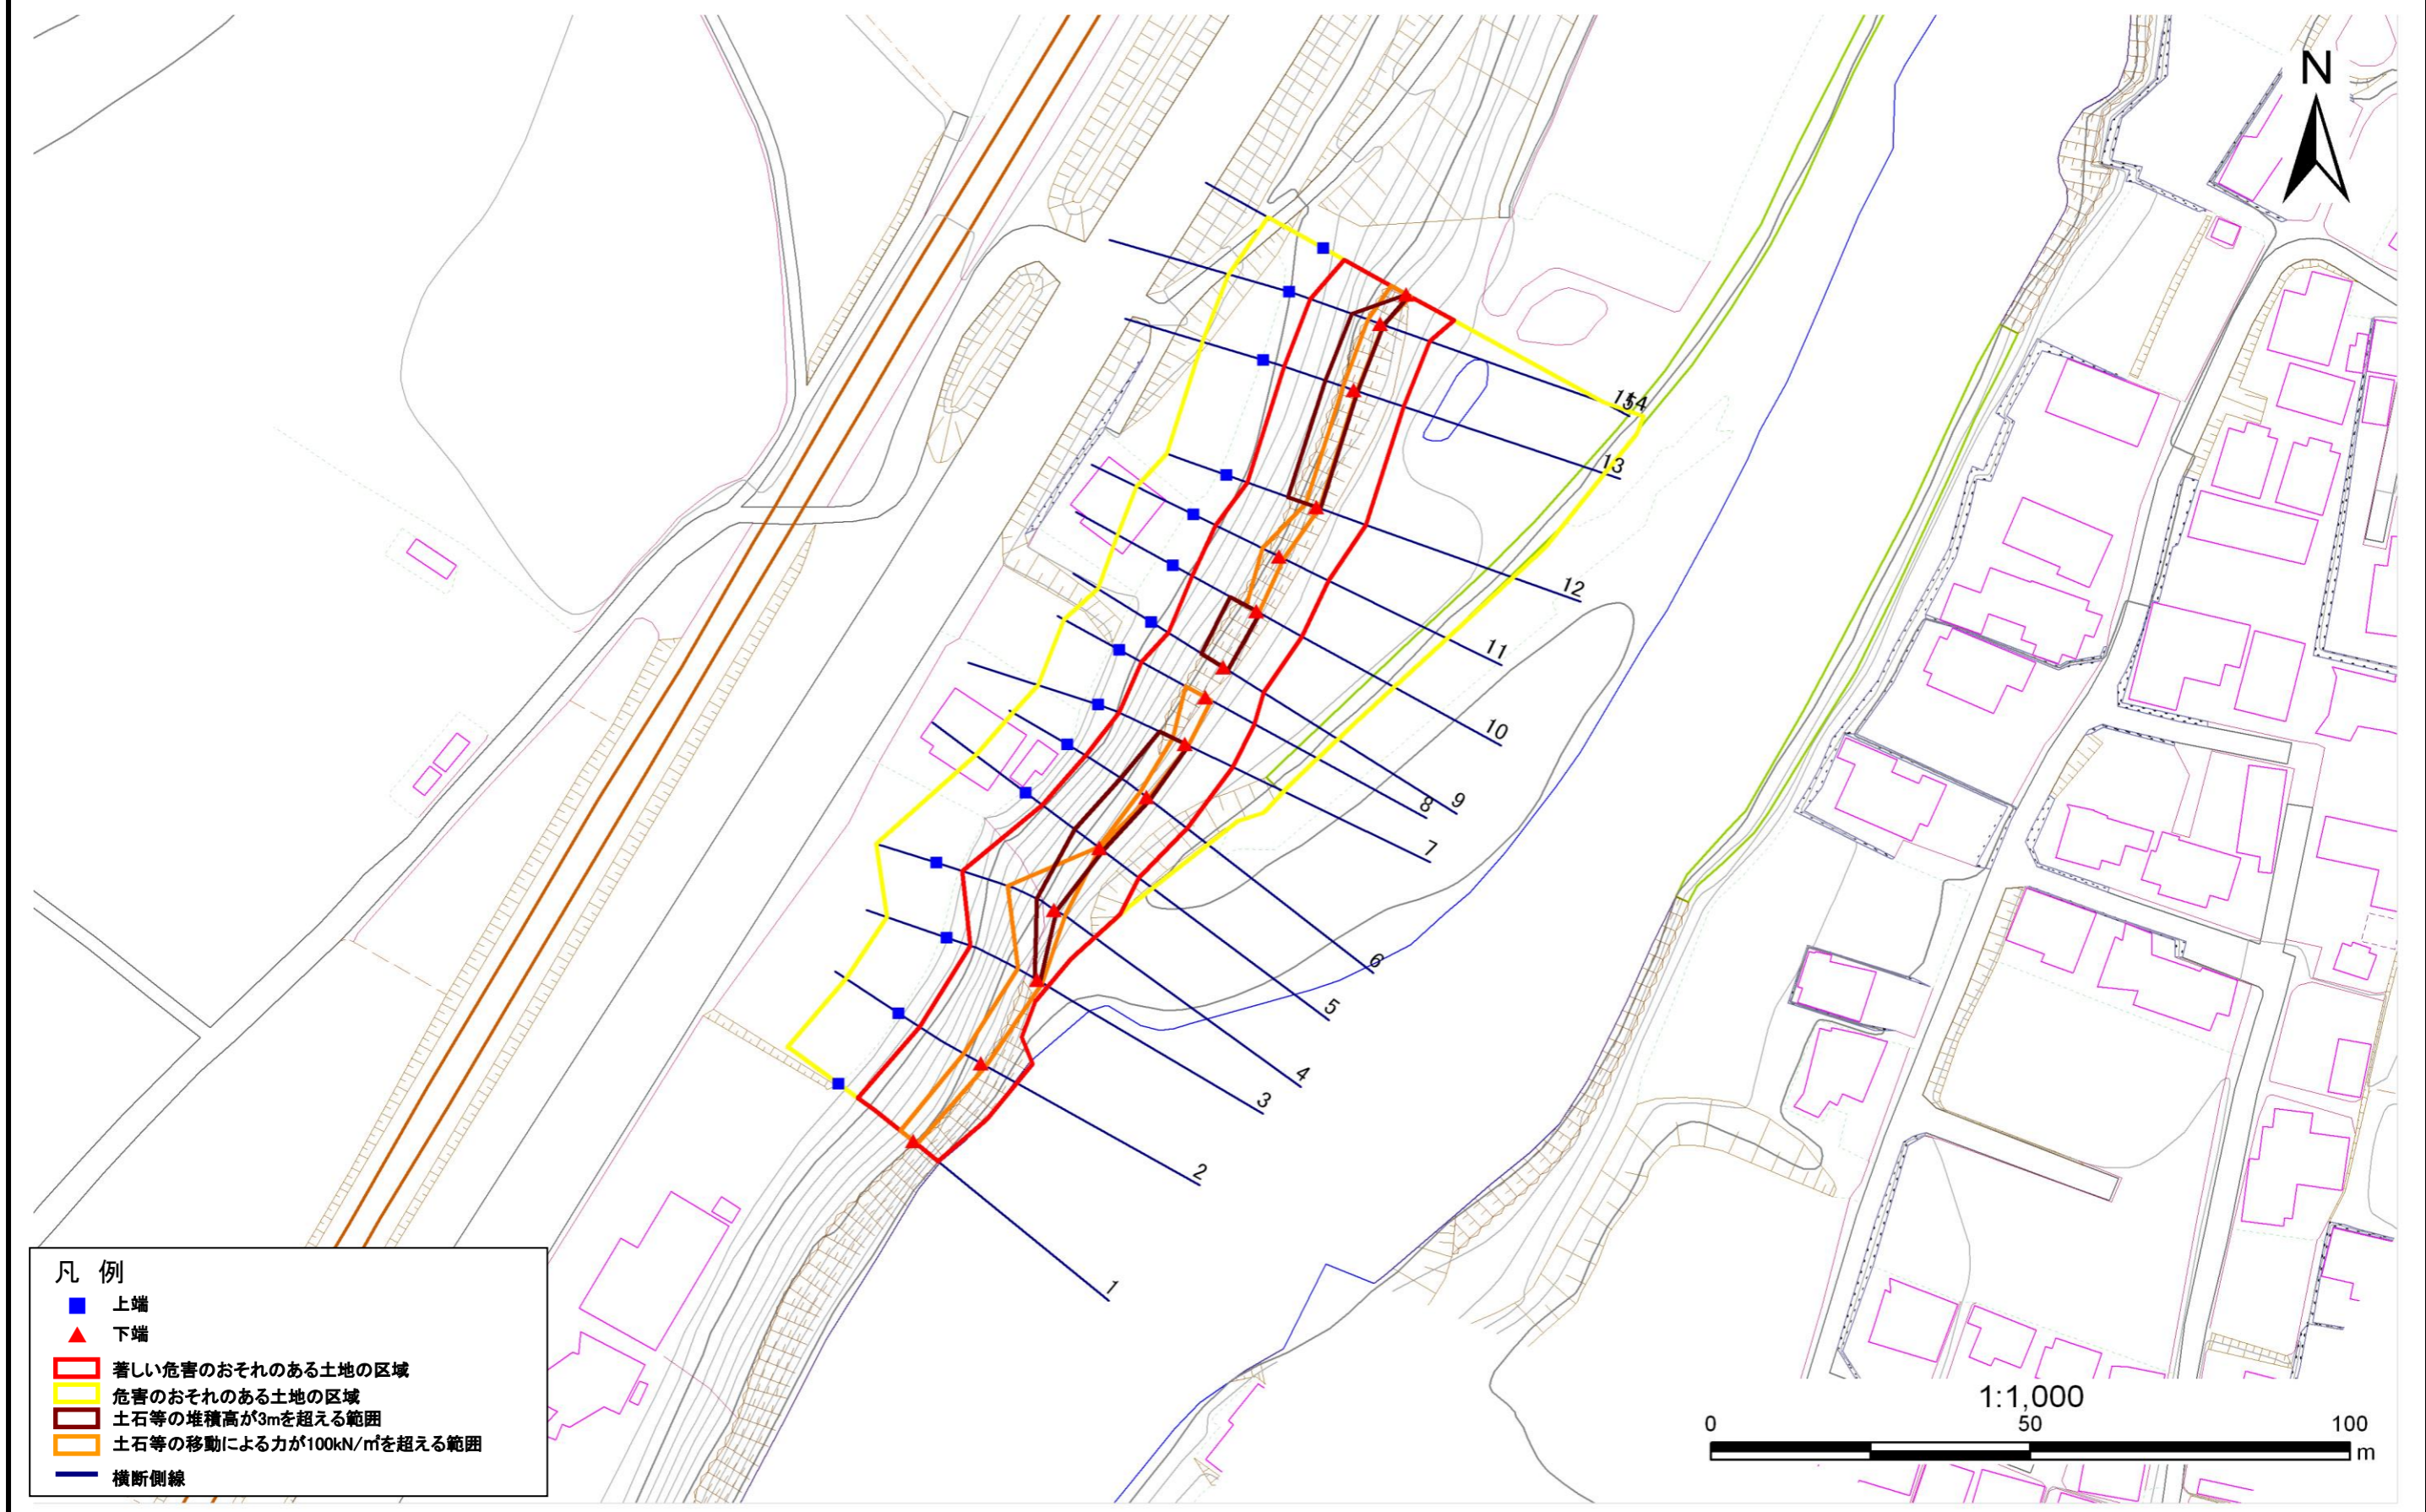 N
15
14
13
12
11
10
9
8
7
6
5
4
3
2
1
凡 例
上端
下端
著しい危害のおそれのある土地の区域
危害のおそれのある土地の区域
土石等の堆積高が3mを超える範囲
土石等の移動による力が100kN/㎡を超える範囲
横断側線
1:1,000
0 50 100
m